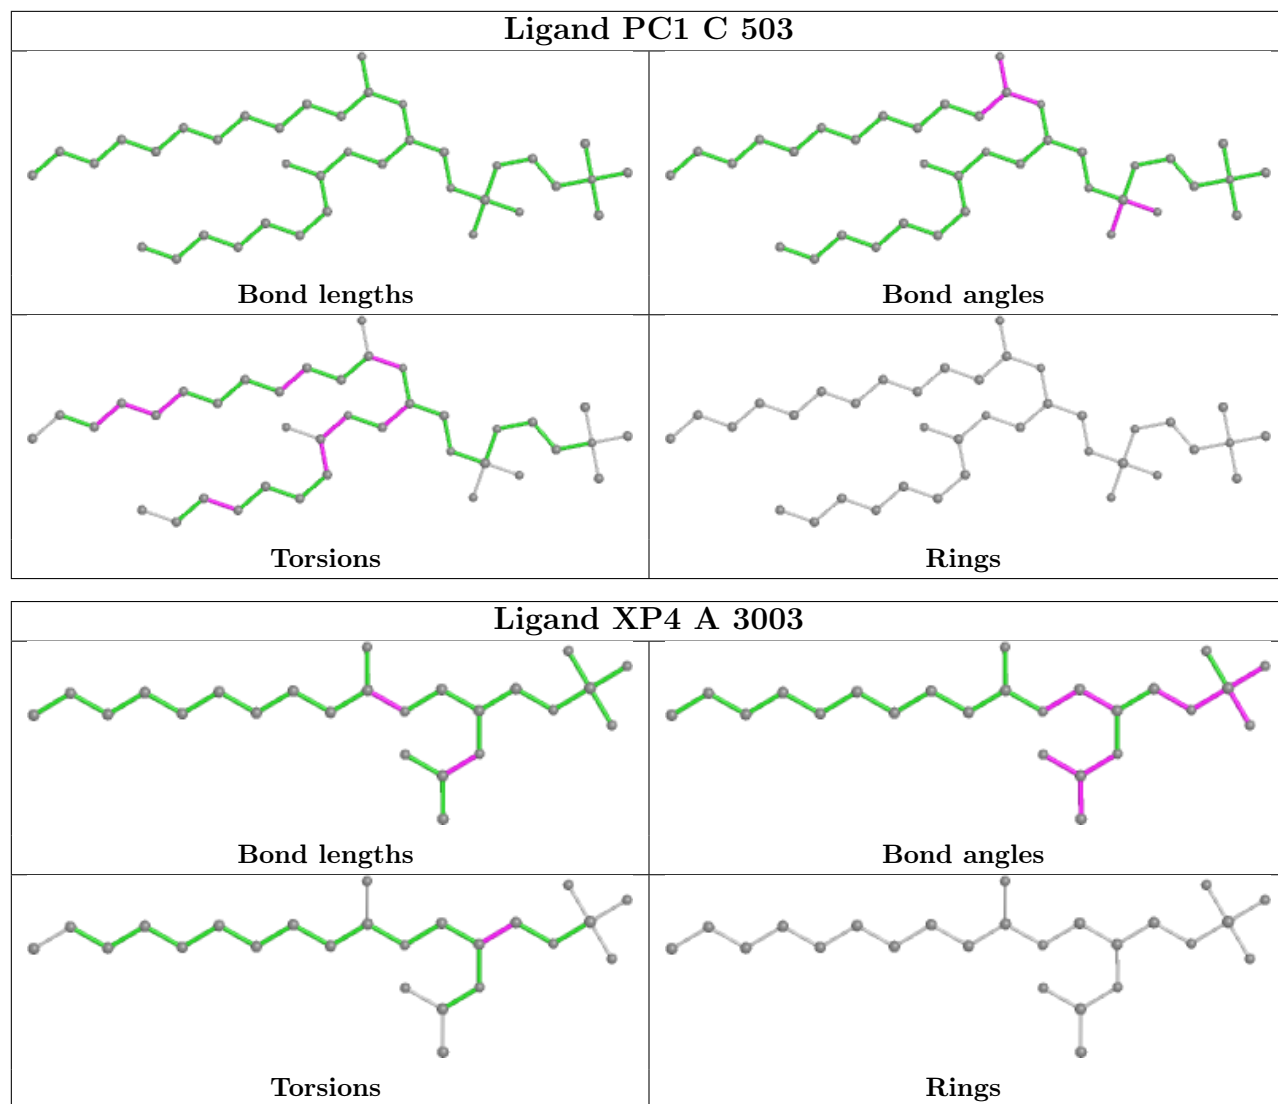 Ligand PC1 C 503
Bond lengths
Bond angles
Torsions
Rings
Ligand XP4 A 3003
Bond lengths
Bond angles
Torsions
Rings